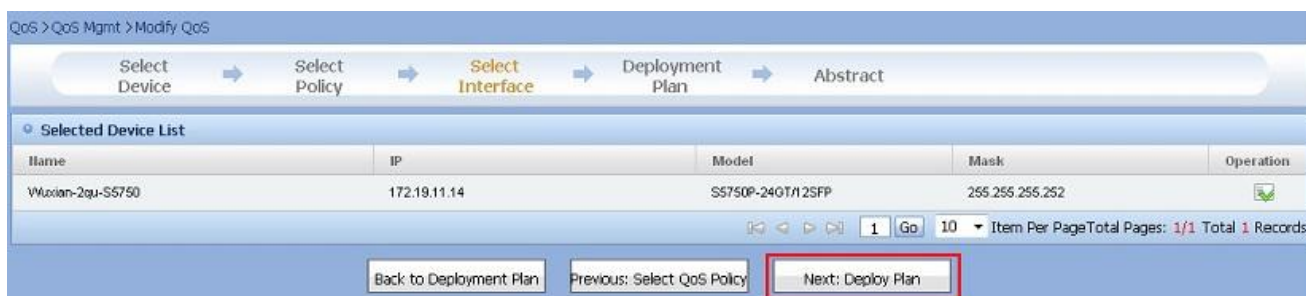 QoS > QoS Mgmt > Modify QoS
Select Device
Select Policy
Select Interface
Deployment Plan
Abstract
Selected Device List
Name IP Model Mask Operation
Wuxian-2qu-S5750 172.19.11.14 S5750P-24GT/12SFP 255.255.255.252
1 Go 10 Item Per PageTotal Pages: 1/1 Total 1 Records
Back to Deployment Plan Previous: Select QoS Policy Next: Deploy Plan